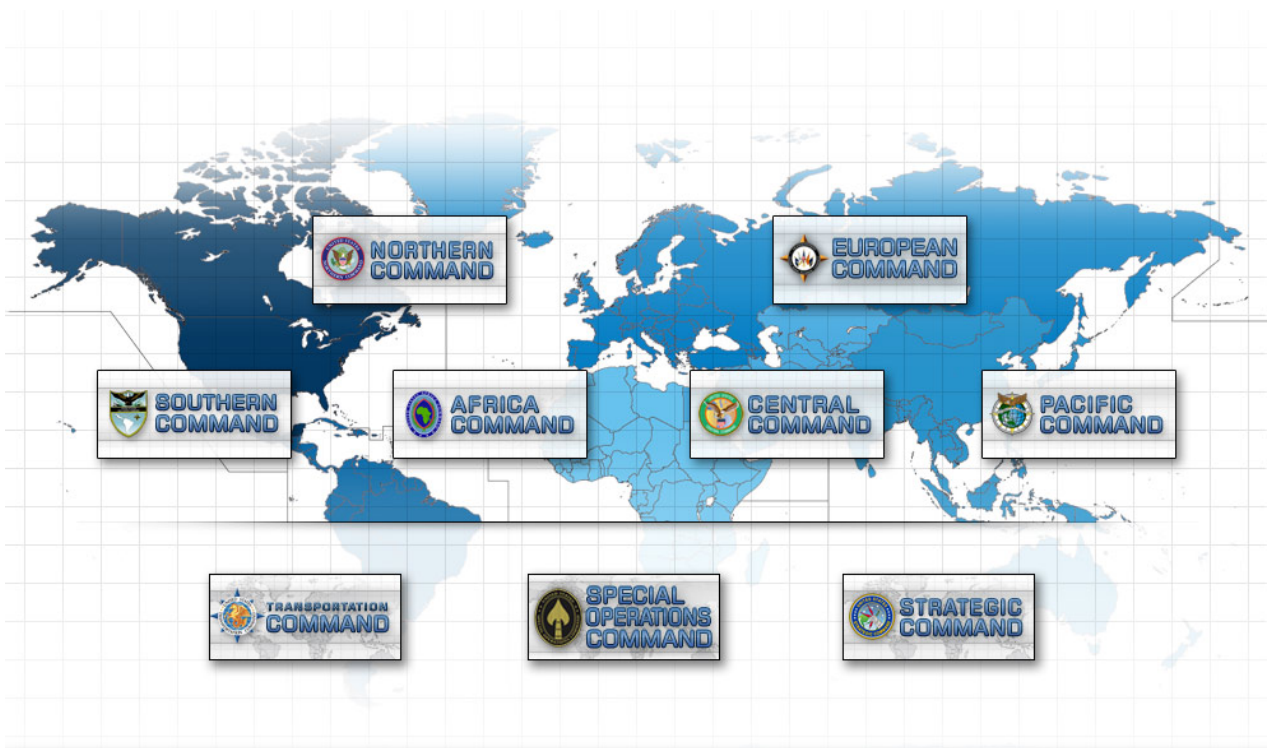 NORTHERN
COMMAND
EUROPEAN
COMMAND
SOUTHERN
COMMAND
AFRICA
COMMAND
CENTRAL
COMMAND
PACIFIC
COMMAND
TRANSPORTATION
COMMAND
SPECIAL
OPERATIONS
COMMAND
STRATEGIC
COMMAND